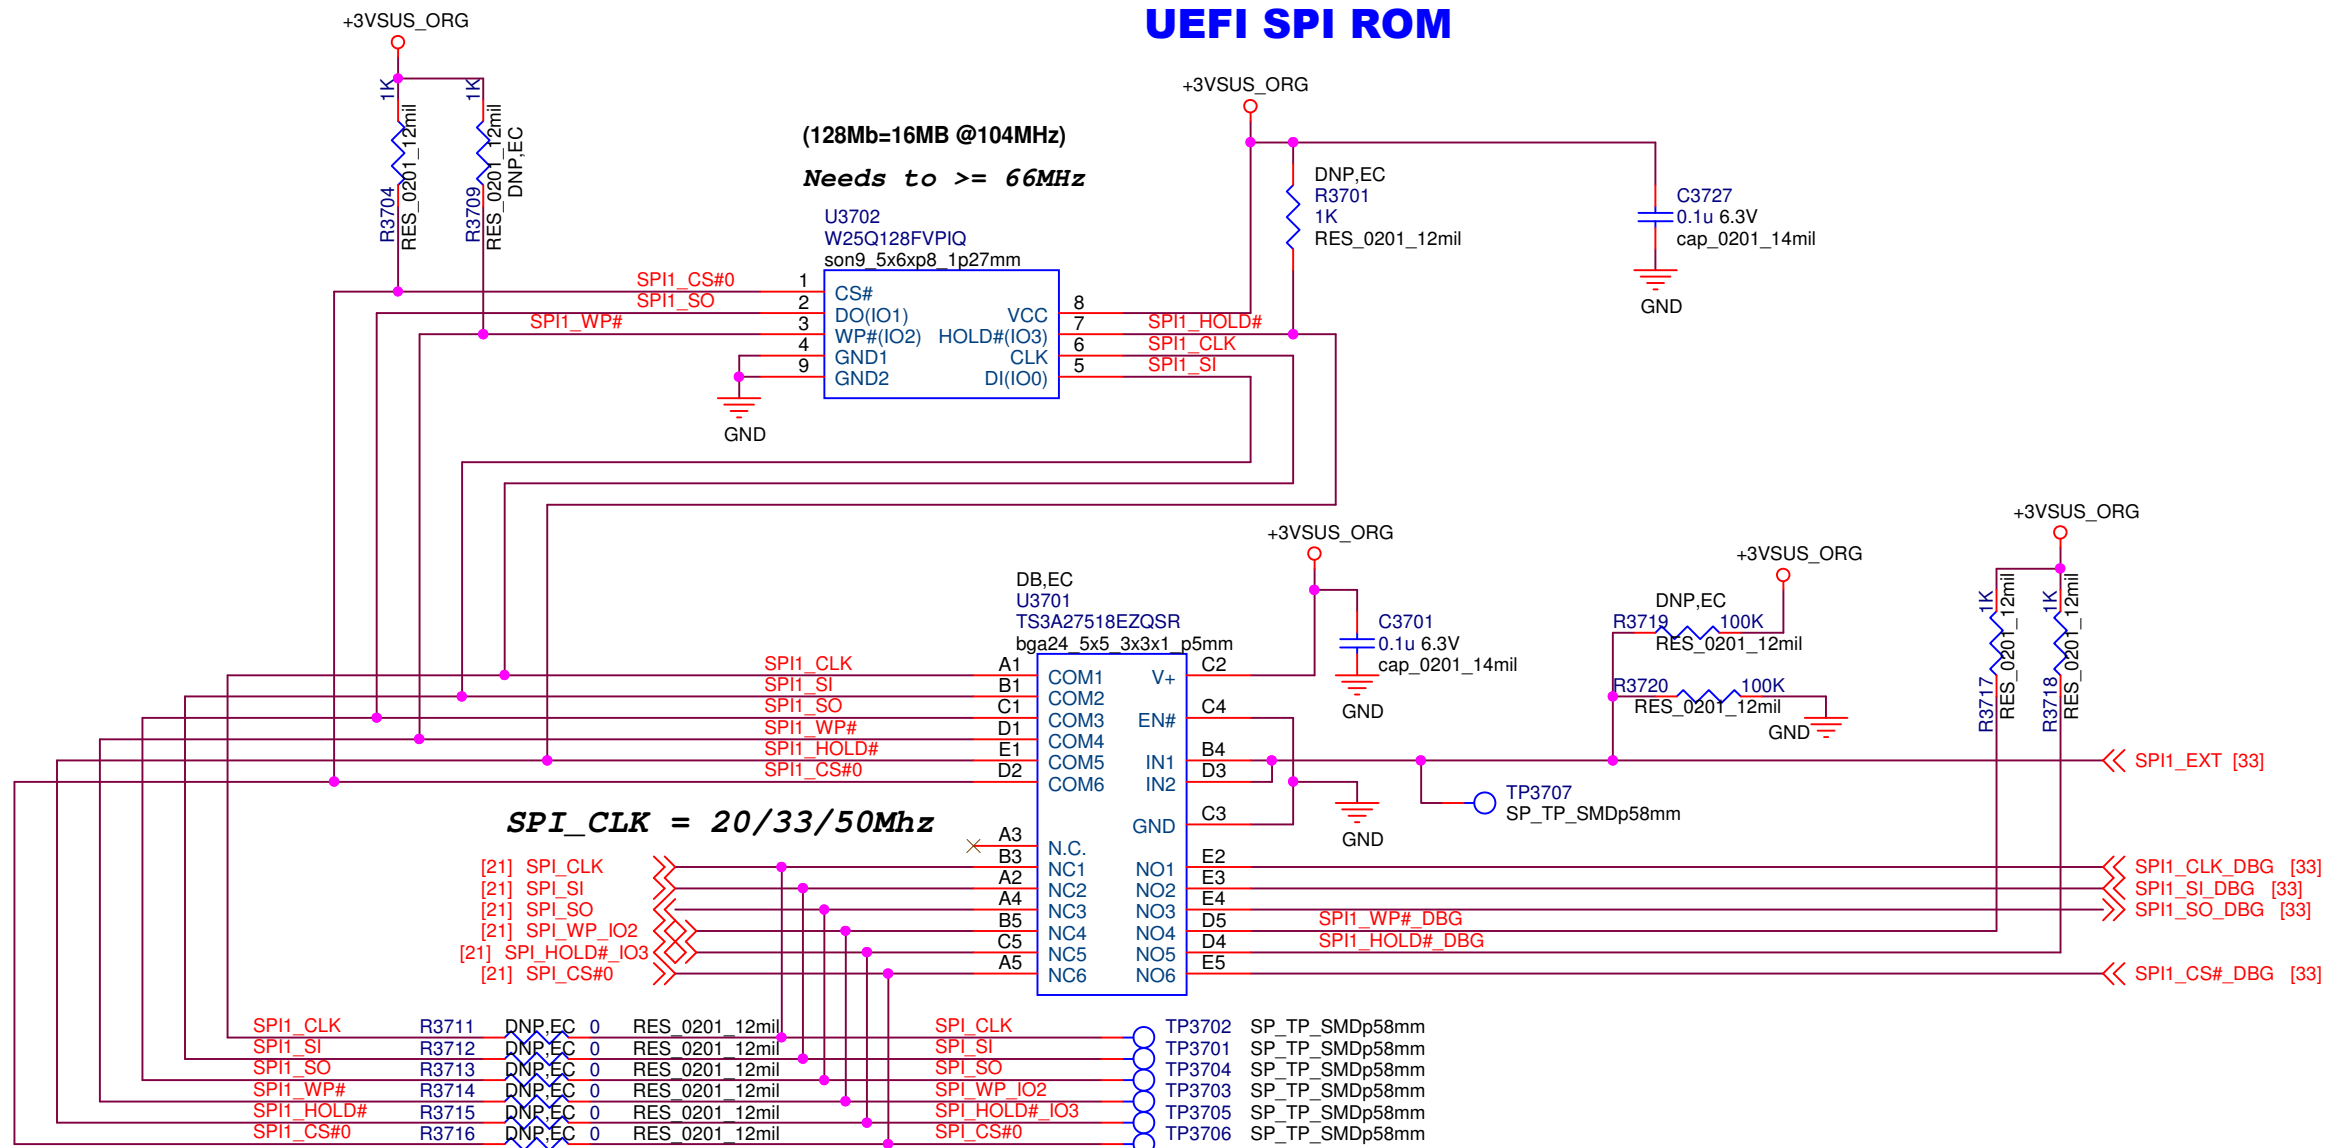 UEFI SPI ROM
+3VSUS_ORG
1K
R3704
RES_0201_12mil
1K
R3709
RES_0201_12mil
DNP,EC
(128Mb=16MB @104MHz)
Needs to >= 66MHz
+3VSUS_ORG
DNP,EC
R3701
1K
RES_0201_12mil
C3727
0.1u 6.3V
cap_0201_14mil
GND
U3702
W25Q128FVPIQ
son9_5x6xp8_1p27mm
SPI1_CS#0 1 CS#
SPI1_SO 2 DO(IO1)
SPI1_WP# 3 WP#(IO2)
4 GND1
9 GND2
VCC 8
HOLD#(IO3) 7 SPI1_HOLD#
CLK 6 SPI1_CLK
DI(IO0) 5 SPI1_SI
GND
+3VSUS_ORG
C3701
0.1u 6.3V
cap_0201_14mil
GND
DB,EC
U3701
TS3A27518EZQSR
bga24_5x5_3x3x1_p5mm
SPI1_CLK A1 COM1
SPI1_SI B1 COM2
SPI1_SO C1 COM3
SPI1_WP# D1 COM4
SPI1_HOLD# E1 COM5
SPI1_CS#0 D2 COM6
SPI_CLK = 20/33/50Mhz
A3 N.C.
[21] SPI_CLK B3 NC1
[21] SPI_SI A2 NC2
[21] SPI_SO A4 NC3
[21] SPI_WP_IO2 B5 NC4
[21] SPI_HOLD#_IO3 C5 NC5
[21] SPI_CS#0 A5 NC6
V+ C2
EN# C4
IN1 B4
IN2 D3
GND C3
GND
NO1 E2 SPI1_CLK_DBG [33]
NO2 E3 SPI1_SI_DBG [33]
NO3 E4 SPI1_SO_DBG [33]
NO4 D5 SPI1_WP#_DBG
NO5 D4 SPI1_HOLD#_DBG
NO6 E5 SPI1_CS#_DBG [33]
+3VSUS_ORG
DNP,EC
R3719 100K
RES_0201_12mil
R3720 100K
RES_0201_12mil
GND
+3VSUS_ORG
1K
R3717
RES_0201_12mil
1K
R3718
RES_0201_12mil
SPI1_EXT [33]
TP3707
SP_TP_SMDp58mm
SPI1_CLK R3711 DNP,EC 0 RES_0201_12mil SPI_CLK TP3702 SP_TP_SMDp58mm
SPI1_SI R3712 DNP,EC 0 RES_0201_12mil SPI_SI TP3701 SP_TP_SMDp58mm
SPI1_SO R3713 DNP,EC 0 RES_0201_12mil SPI_SO TP3704 SP_TP_SMDp58mm
SPI1_WP# R3714 DNP,EC 0 RES_0201_12mil SPI_WP_IO2 TP3703 SP_TP_SMDp58mm
SPI1_HOLD# R3715 DNP,EC 0 RES_0201_12mil SPI_HOLD#_IO3 TP3705 SP_TP_SMDp58mm
SPI1_CS#0 R3716 DNP,EC 0 RES_0201_12mil SPI_CS#0 TP3706 SP_TP_SMDp58mm